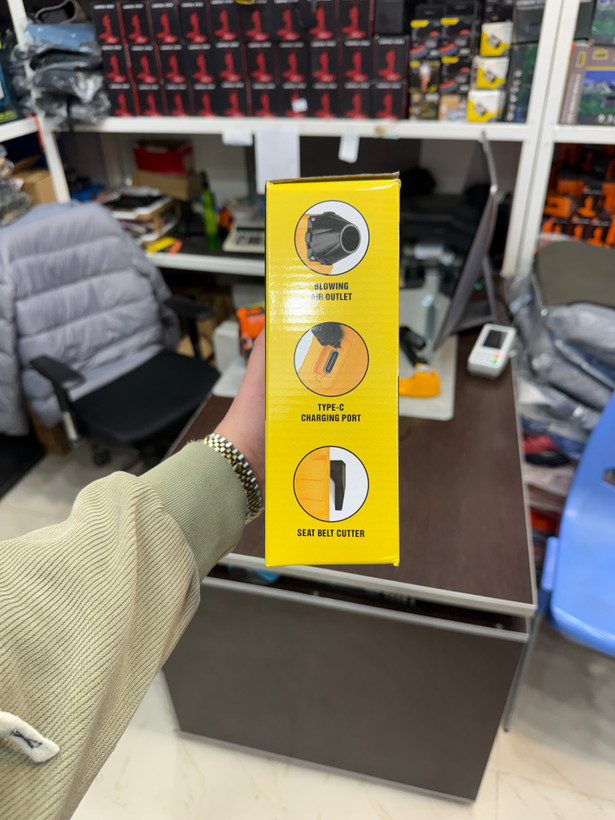 BLOWING
AIR OUTLET
TYPE-C
CHARGING PORT
SEAT BELT CUTTER